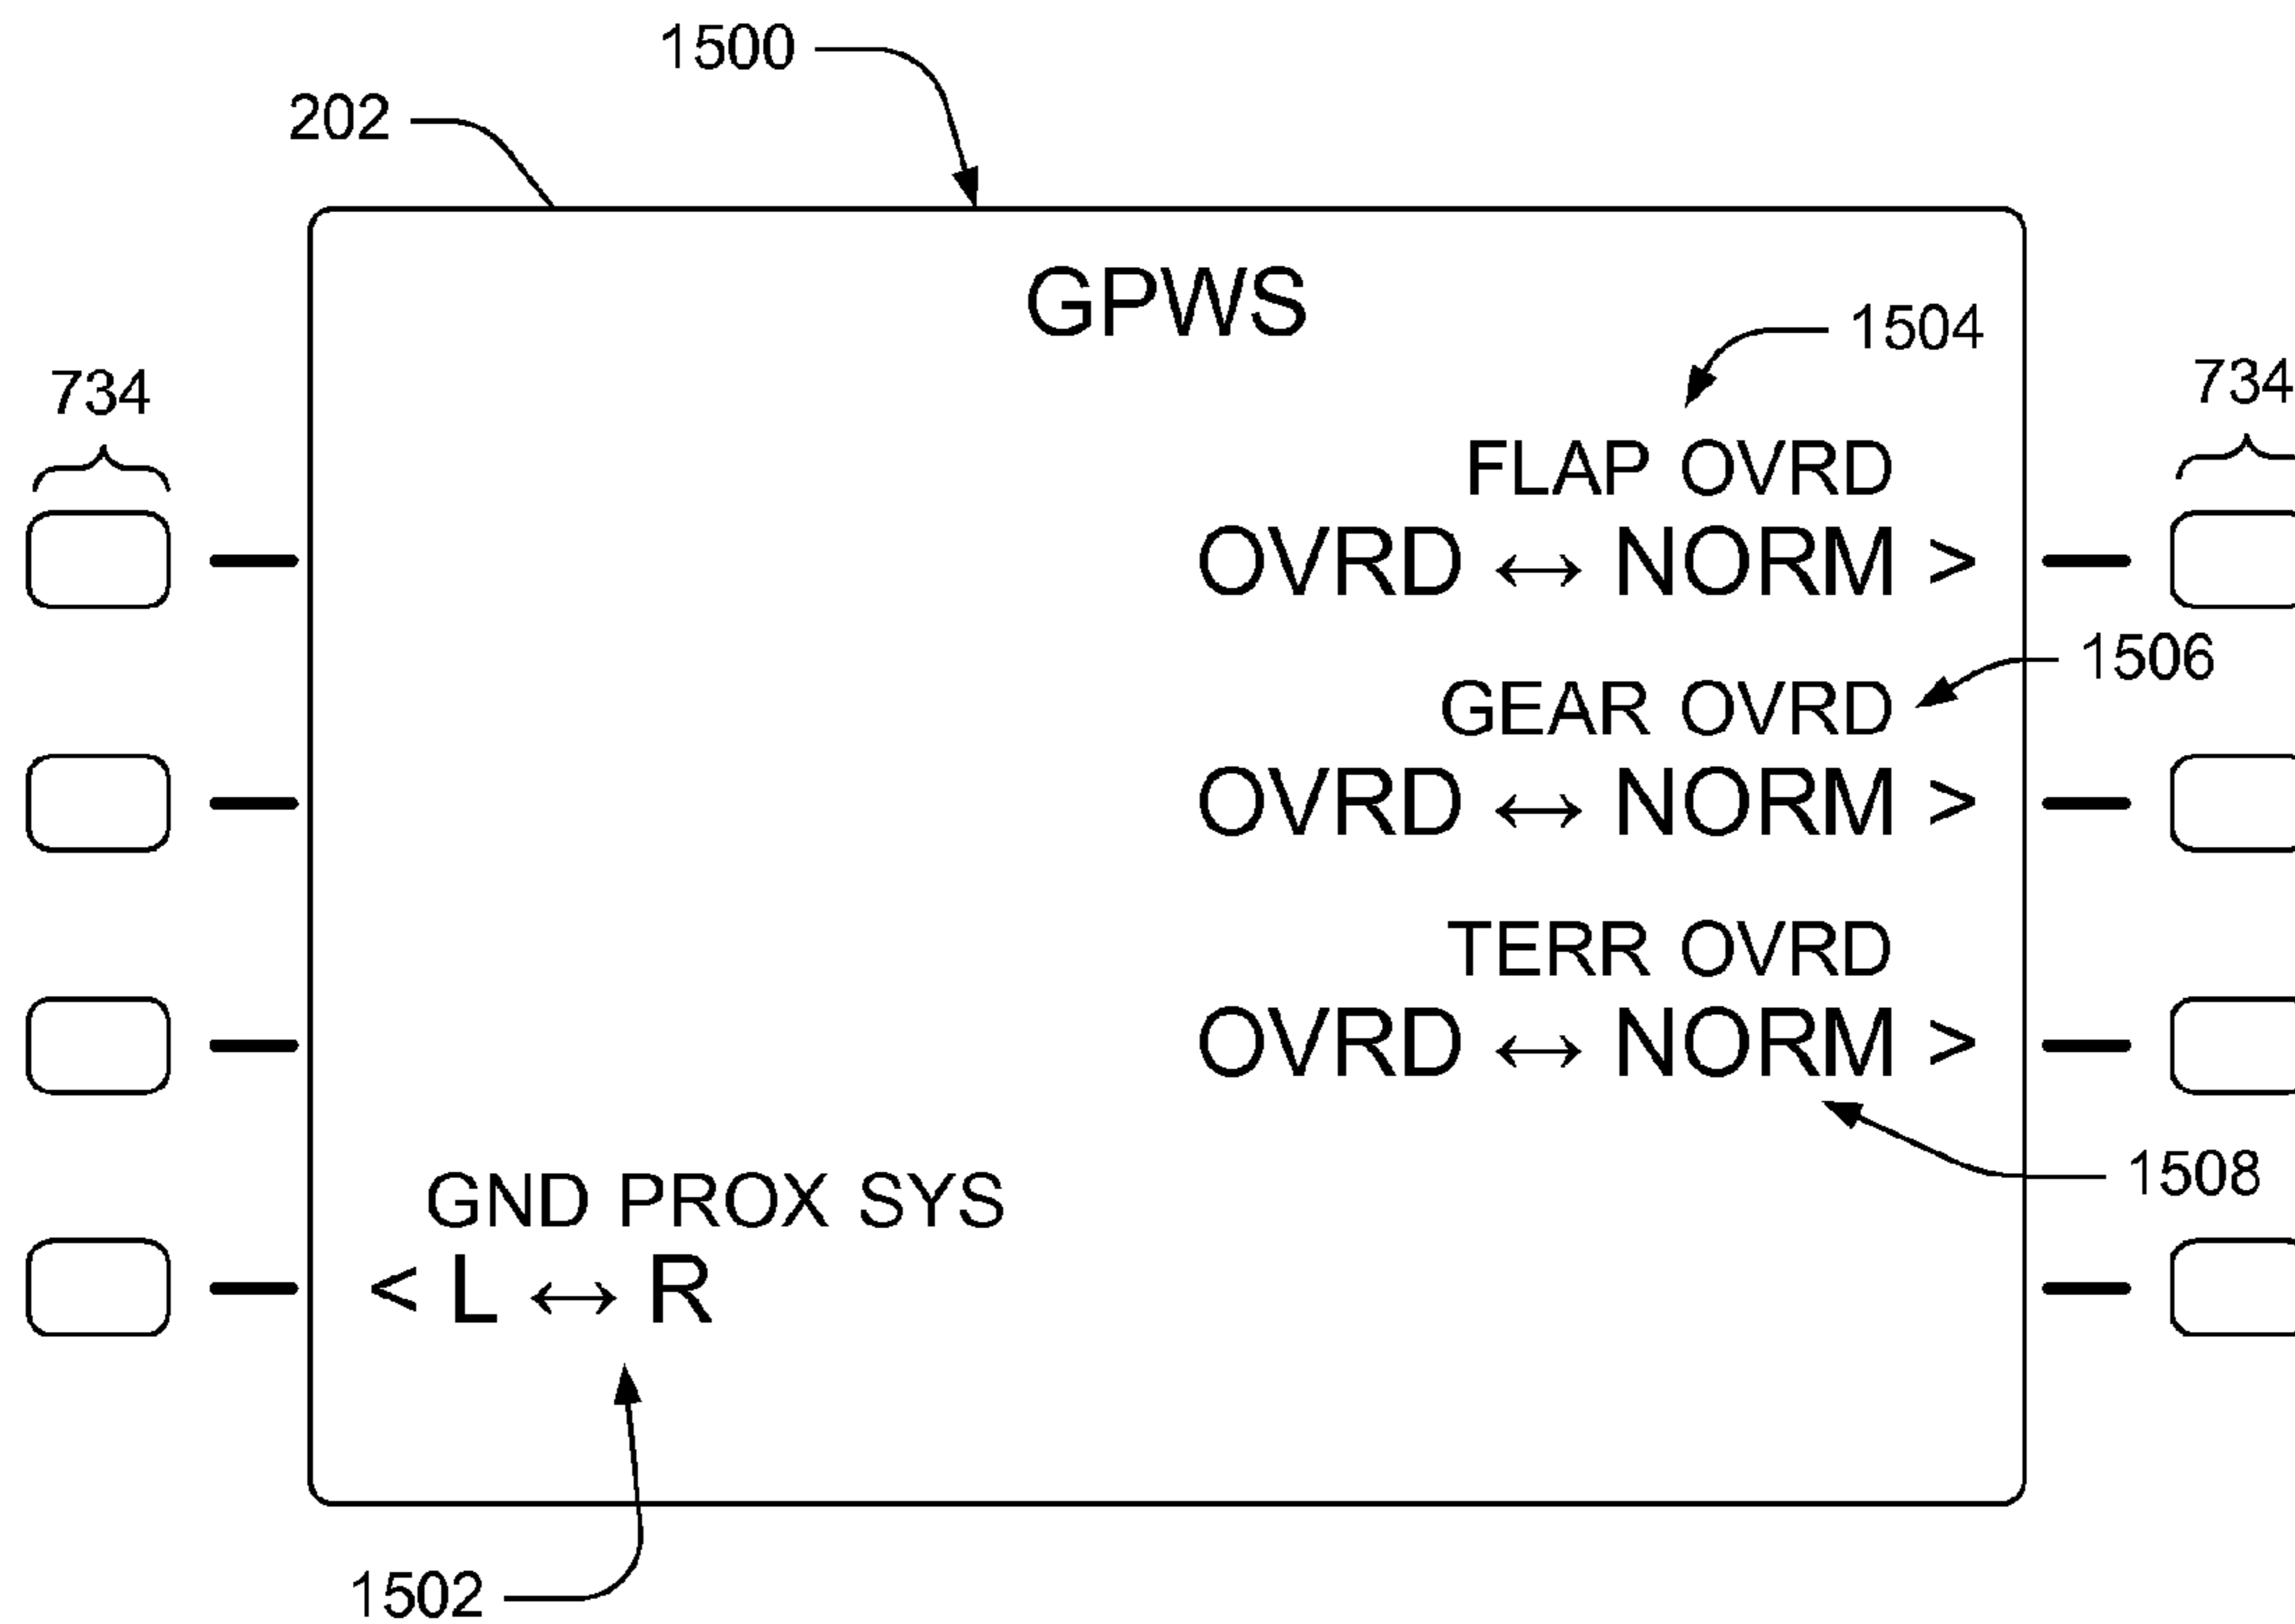 1500
202
GPWS
1504
734
734
FLAP OVRD
OVRD ↔ NORM >
1506
GEAR OVRD
OVRD ↔ NORM >
TERR OVRD
OVRD ↔ NORM >
1508
GND PROX SYS
< L ↔ R
1502